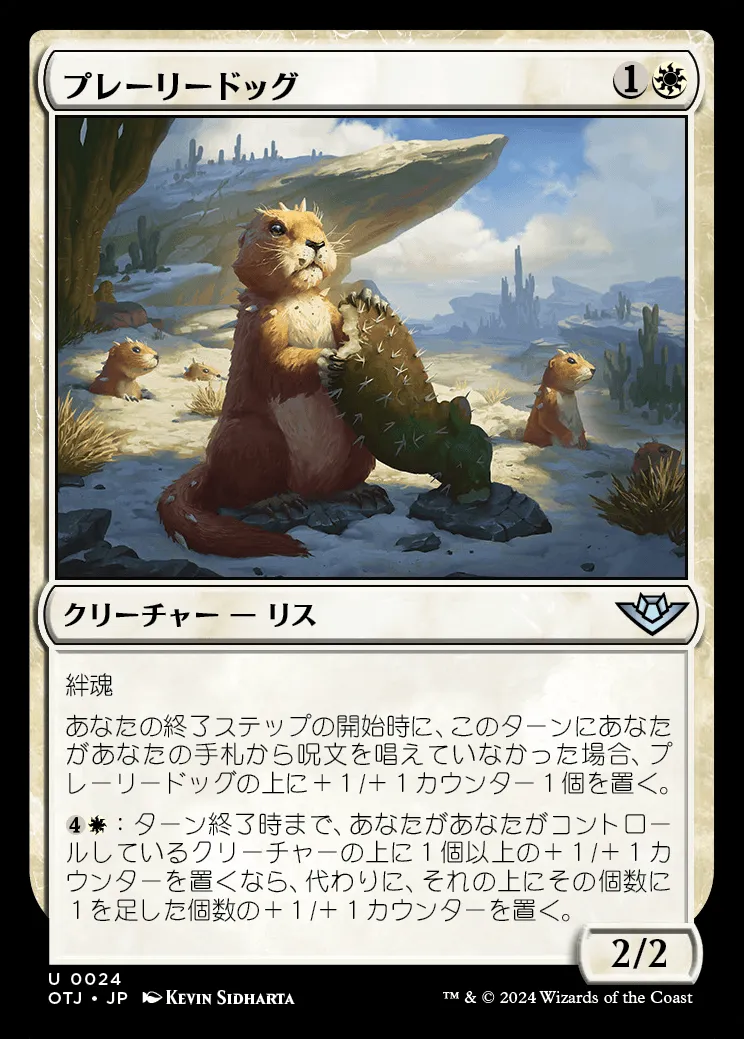 プレーリードッグ 1
クリーチャー — リス
絆魂
あなたの終了ステップの開始時に、このターンにあなた
があなたの手札から呪文を唱えていなかった場合、プ
レーリードッグの上に+1/+1カウンター1個を置く。
4:ターン終了時まで、あなたがあなたがコントロー
ルしているクリーチャーの上に1個以上の+1/+1カ
ウンターを置くなら、代わりに、それの上にその個数に
1を足した個数の+1/+1カウンターを置く。
2/2
U 0024
OTJ • JP KEVIN SIDHARTA
™ & © 2024 Wizards of the Coast